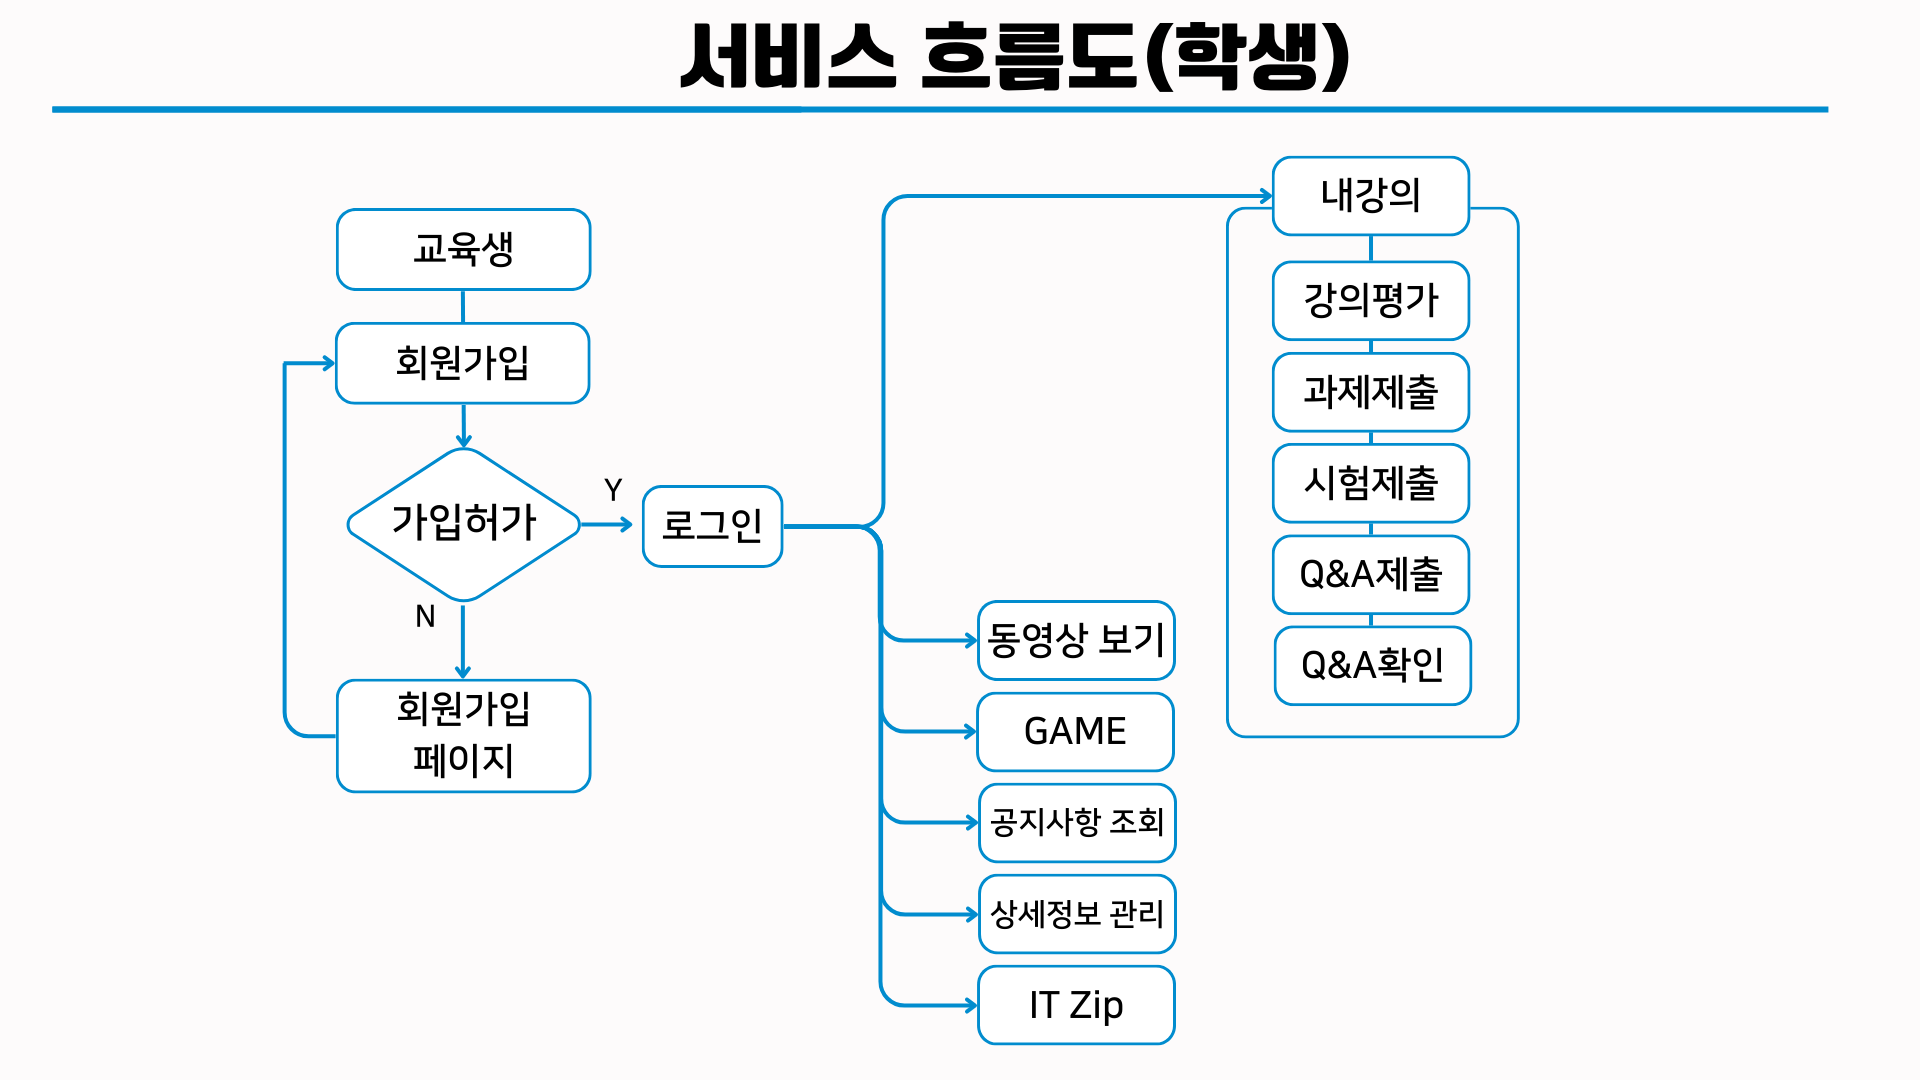 서비스 흐름도(학생)
교육생
회원가입
가입허가
Y
N
회원가입
페이지
로그인
내강의
강의평가
과제제출
시험제출
Q&A제출
Q&A확인
동영상 보기
GAME
공지사항 조회
상세정보 관리
IT Zip